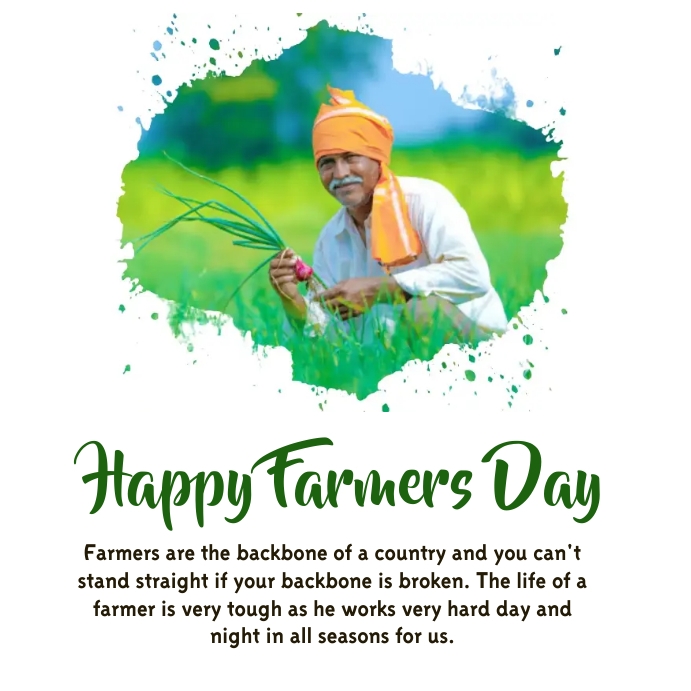 Happy Farmers Day
Farmers are the backbone of a country and you can't
stand straight if your backbone is broken. The life of a
farmer is very tough as he works very hard day and
night in all seasons for us.